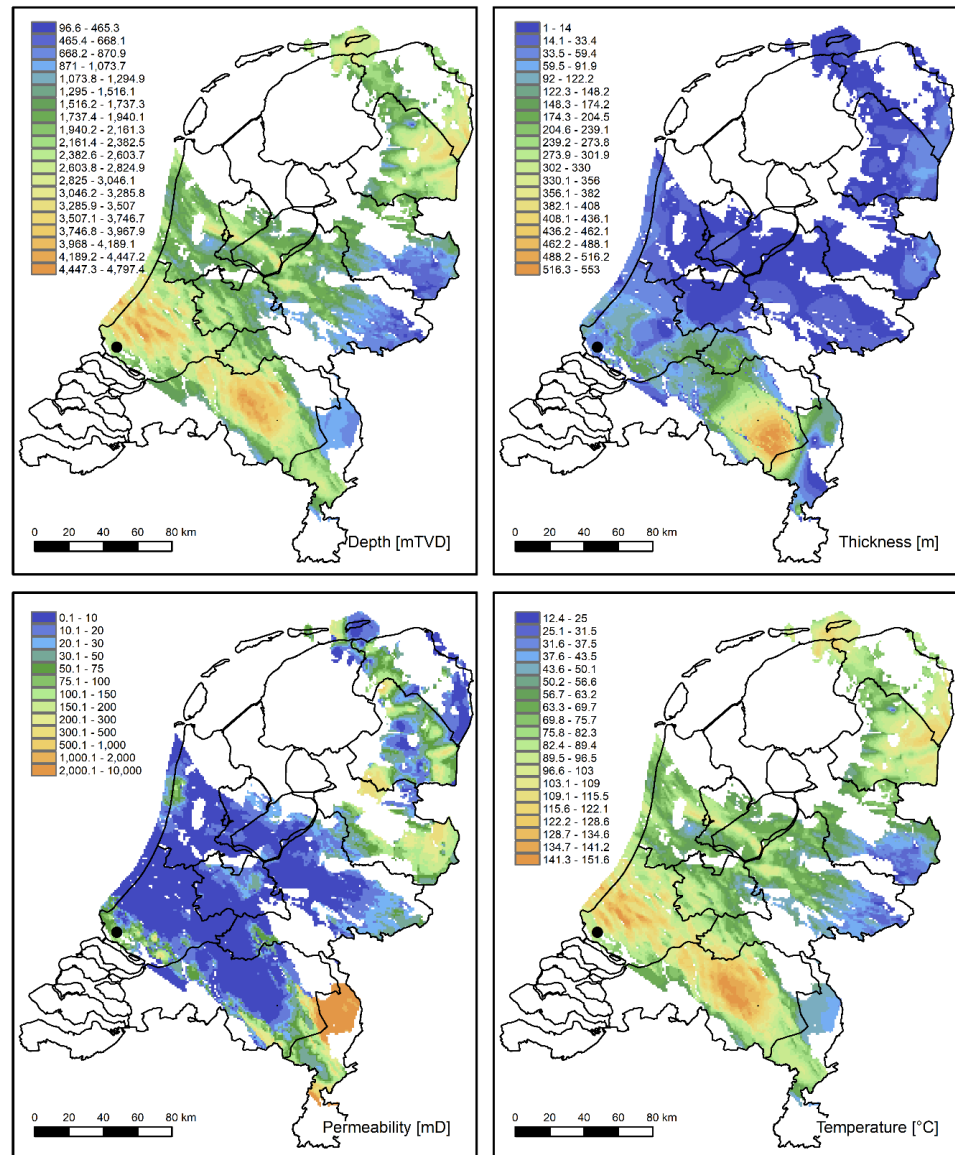 96.6 - 465.3
465.4 - 668.1
668.2 - 870.9
871 - 1,073.7
1,073.8 - 1,294.9
1,295 - 1,516.1
1,516.2 - 1,737.3
1,737.4 - 1,940.1
1,940.2 - 2,161.3
2,161.4 - 2,382.5
2,382.6 - 2,603.7
2,603.8 - 2,824.9
2,825 - 3,046.1
3,046.2 - 3,285.8
3,285.9 - 3,507
3,507.1 - 3,746.7
3,746.8 - 3,967.9
3,968 - 4,189.1
4,189.2 - 4,447.2
4,447.3 - 4,797.4
0 20 40 80 km
Depth [mTVD]
1 - 14
14.1 - 33.4
33.5 - 59.4
59.5 - 91.9
92 - 122.2
122.3 - 148.2
148.3 - 174.2
174.3 - 204.5
204.6 - 239.1
239.2 - 273.8
273.9 - 301.9
302 - 330
330.1 - 356
356.1 - 382
382.1 - 408
408.1 - 436.1
436.2 - 462.1
462.2 - 488.1
488.2 - 516.2
516.3 - 553
0 20 40 80 km
Thickness [m]
0.1 - 10
10.1 - 20
20.1 - 30
30.1 - 50
50.1 - 75
75.1 - 100
100.1 - 150
150.1 - 200
200.1 - 300
300.1 - 500
500.1 - 1,000
1,000.1 - 2,000
2,000.1 - 10,000
0 20 40 80 km
Permeability [mD]
12.4 - 25
25.1 - 31.5
31.6 - 37.5
37.6 - 43.5
43.6 - 50.1
50.2 - 56.6
56.7 - 63.2
63.3 - 69.7
69.8 - 75.7
75.8 - 82.3
82.4 - 89.4
89.5 - 96.5
96.6 - 103
103.1 - 109
109.1 - 115.5
115.6 - 122.1
122.2 - 128.6
128.7 - 134.6
134.7 - 141.2
141.3 - 151.6
0 20 40 80 km
Temperature [°C]